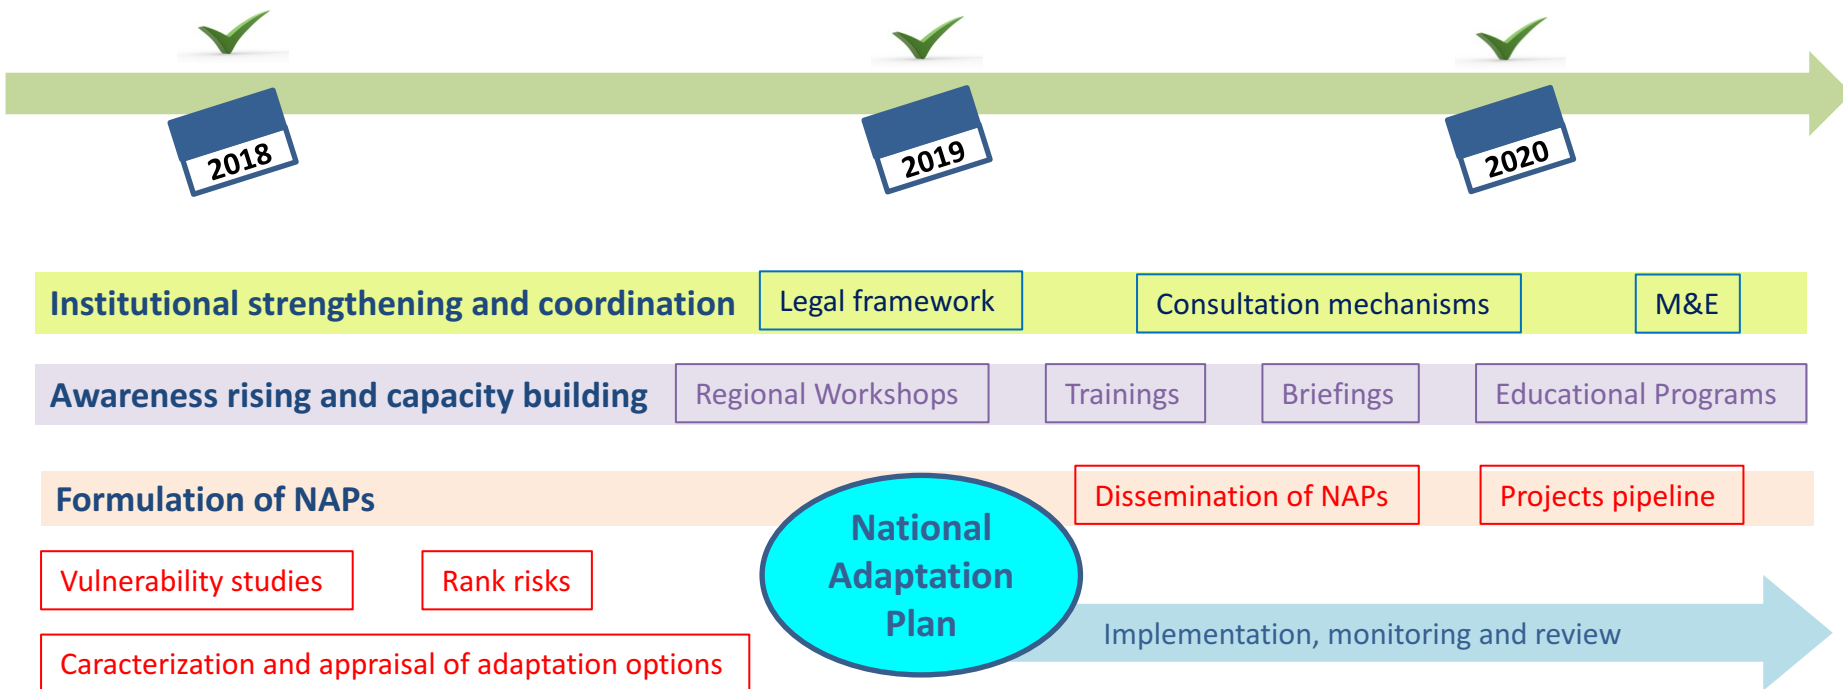 2018
2019
2020
Institutional strengthening and coordination
Legal framework
Consultation mechanisms
M&E
Awareness rising and capacity building
Regional Workshops
Trainings
Briefings
Educational Programs
Formulation of NAPs
Dissemination of NAPs
Projects pipeline
National
Adaptation
Plan
Vulnerability studies
Rank risks
Implementation, monitoring and review
Caracterization and appraisal of adaptation options